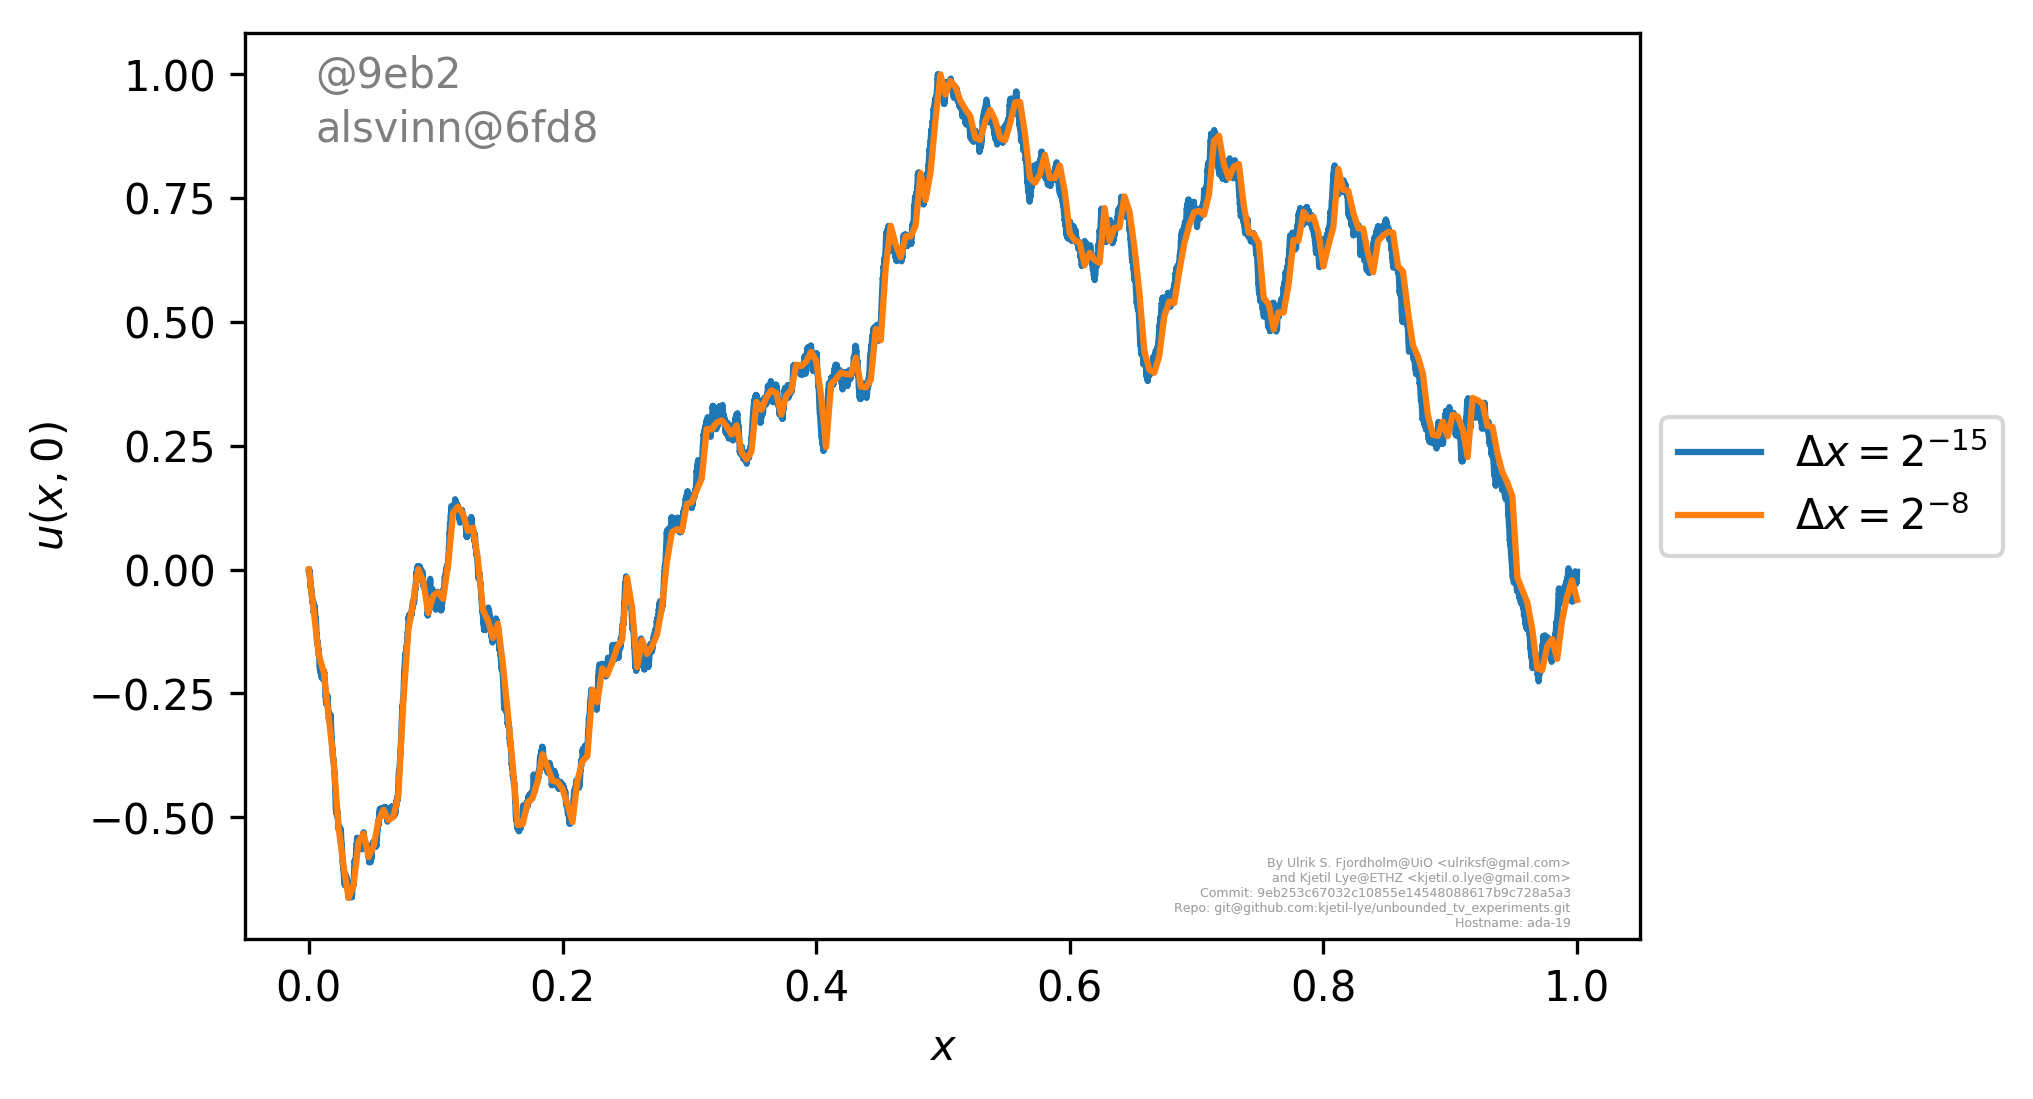 @9eb2
alsvinn@6fd8
1.00
0.75
0.50
0.25
0.00
−0.25
−0.50
u(x, 0)
0.0 0.2 0.4 0.6 0.8 1.0
x
Δx = 2⁻¹⁵
Δx = 2⁻⁸
By Ulrik S. Fjordholm@UiO <ulriksf@gmal.com>
and Kjetil Lye@ETHZ <kjetil.o.lye@gmail.com>
Commit: 9eb253c67032c10855e14548088617b9c728a5a3
Repo: git@github.com:kjetil-lye/unbounded_tv_experiments.git
Hostname: ada-19